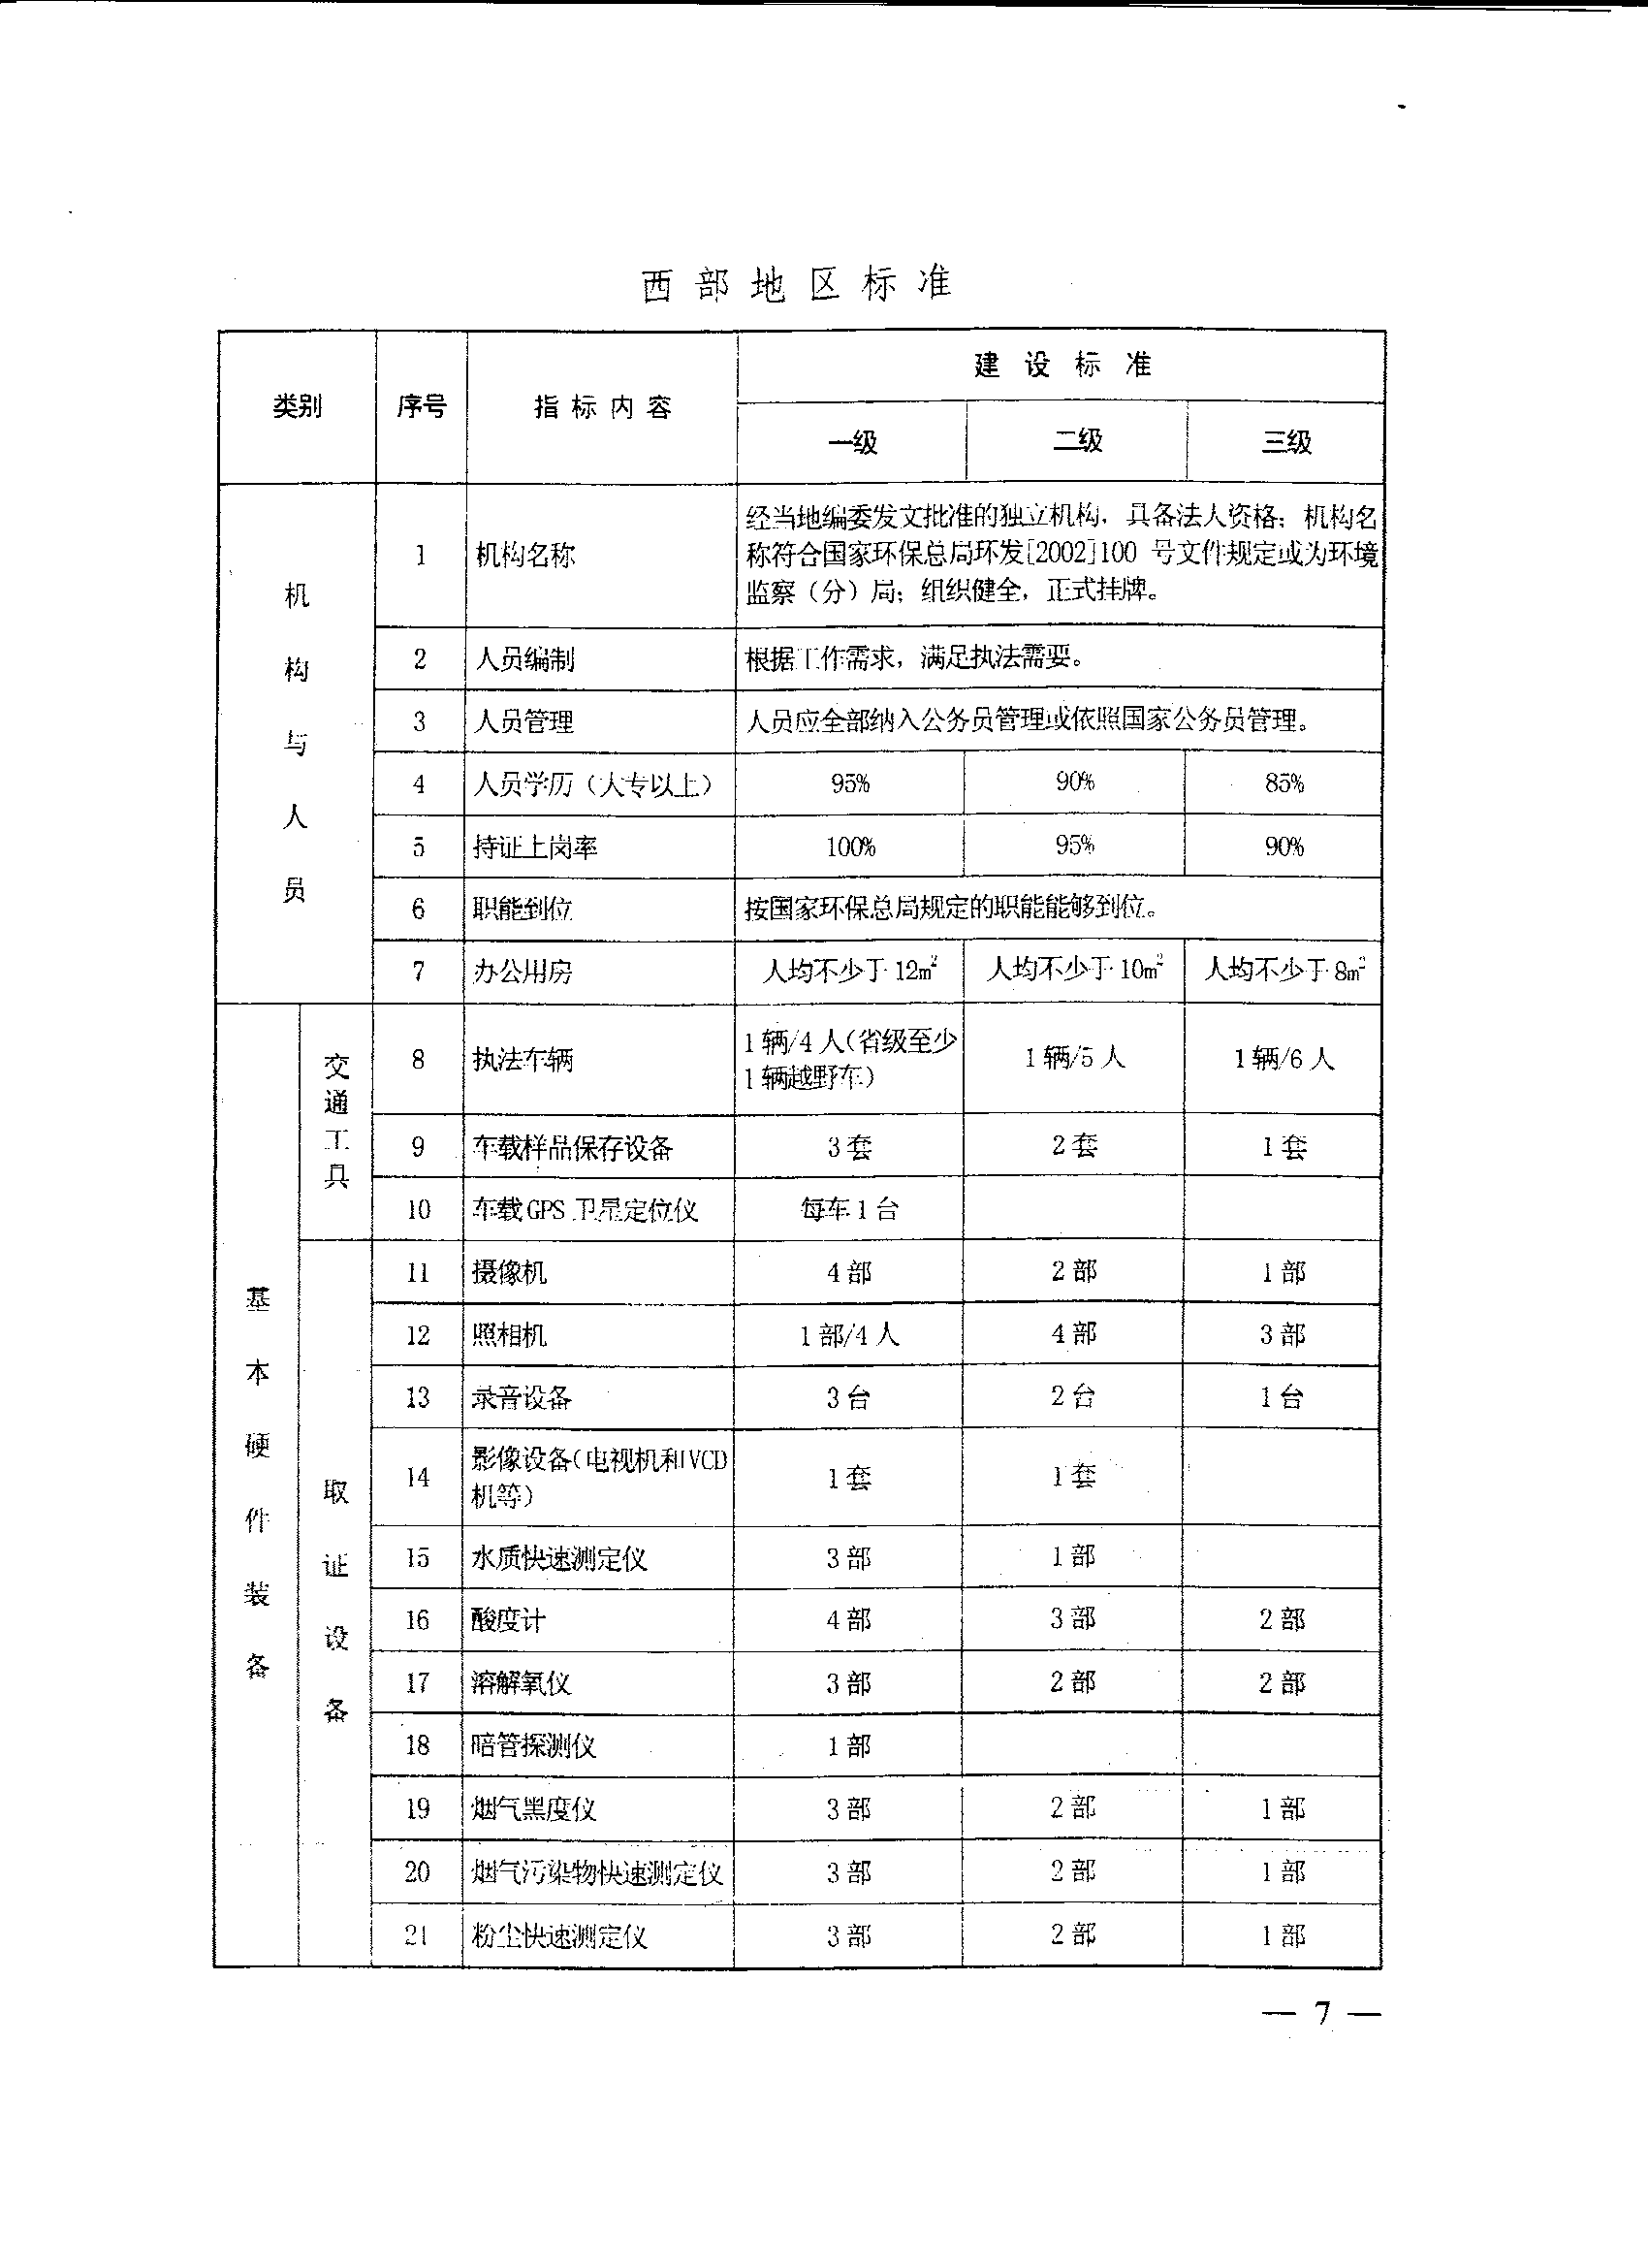 西部地区标准
类别 序号 指标内容 建设标准
一级 二级 三级
机构与人员
1 机构名称 经当地编委发文批准的独立机构，具备法人资格；机构名
称符合国家环保总局环发[2002]100 号文件规定或为环境
监察（分）局；组织健全，正式挂牌。
2 人员编制 根据工作需求，满足执法需要。
3 人员管理 人员应全部纳入公务员管理或依照国家公务员管理。
4 人员学历（大专以上） 95% 90% 85%
5 持证上岗率 100% 95% 90%
6 职能到位 按国家环保总局规定的职能能够到位。
7 办公用房 人均不少于12m² 人均不少于10m² 人均不少于8m²
基本硬件装备
交通工具
8 执法车辆 1辆/4人(省级至少
1辆越野车) 1辆/5人 1辆/6人
9 车载样品保存设备 3套 2套 1套
10 车载GPS卫星定位仪 每车1台
取证设备
11 摄像机 4部 2部 1部
12 照相机 1部/4人 4部 3部
13 录音设备 3台 2台 1台
14 影像设备(电视机和VCD
机等) 1套 1套
15 水质快速测定仪 3部 1部
16 酸度计 4部 3部 2部
17 溶解氧仪 3部 2部 2部
18 暗管探测仪 1部
19 烟气黑度仪 3部 2部 1部
20 烟气污染物快速测定仪 3部 2部 1部
21 粉尘快速测定仪 3部 2部 1部
— 7 —